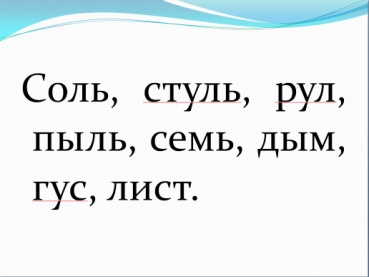 Соль, стуль, рул,
пыль, семь, дым,
гус, лист.